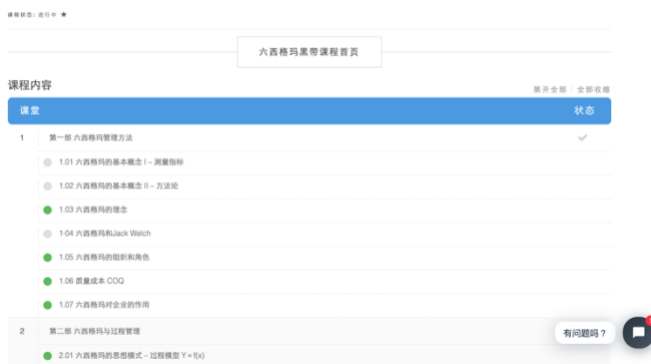 课程状态: 进行中 ★
六西格玛黑带课程首页
课程内容
展开全部 | 全部收缩
课堂 状态
1 第一部 六西格玛管理方法
1.01 六西格玛的基本概念 I – 测量指标
1.02 六西格玛的基本概念 II – 方法论
1.03 六西格玛的理念
1·04 六西格玛和Jack Welch
1.05 六西格玛的组织和角色
1.06 质量成本 COQ
1.07 六西格玛对企业的作用
2 第二部 六西格玛与过程管理
有问题吗？
2.01 六西格玛的思想模式 – 过程模型 Y = f(x)